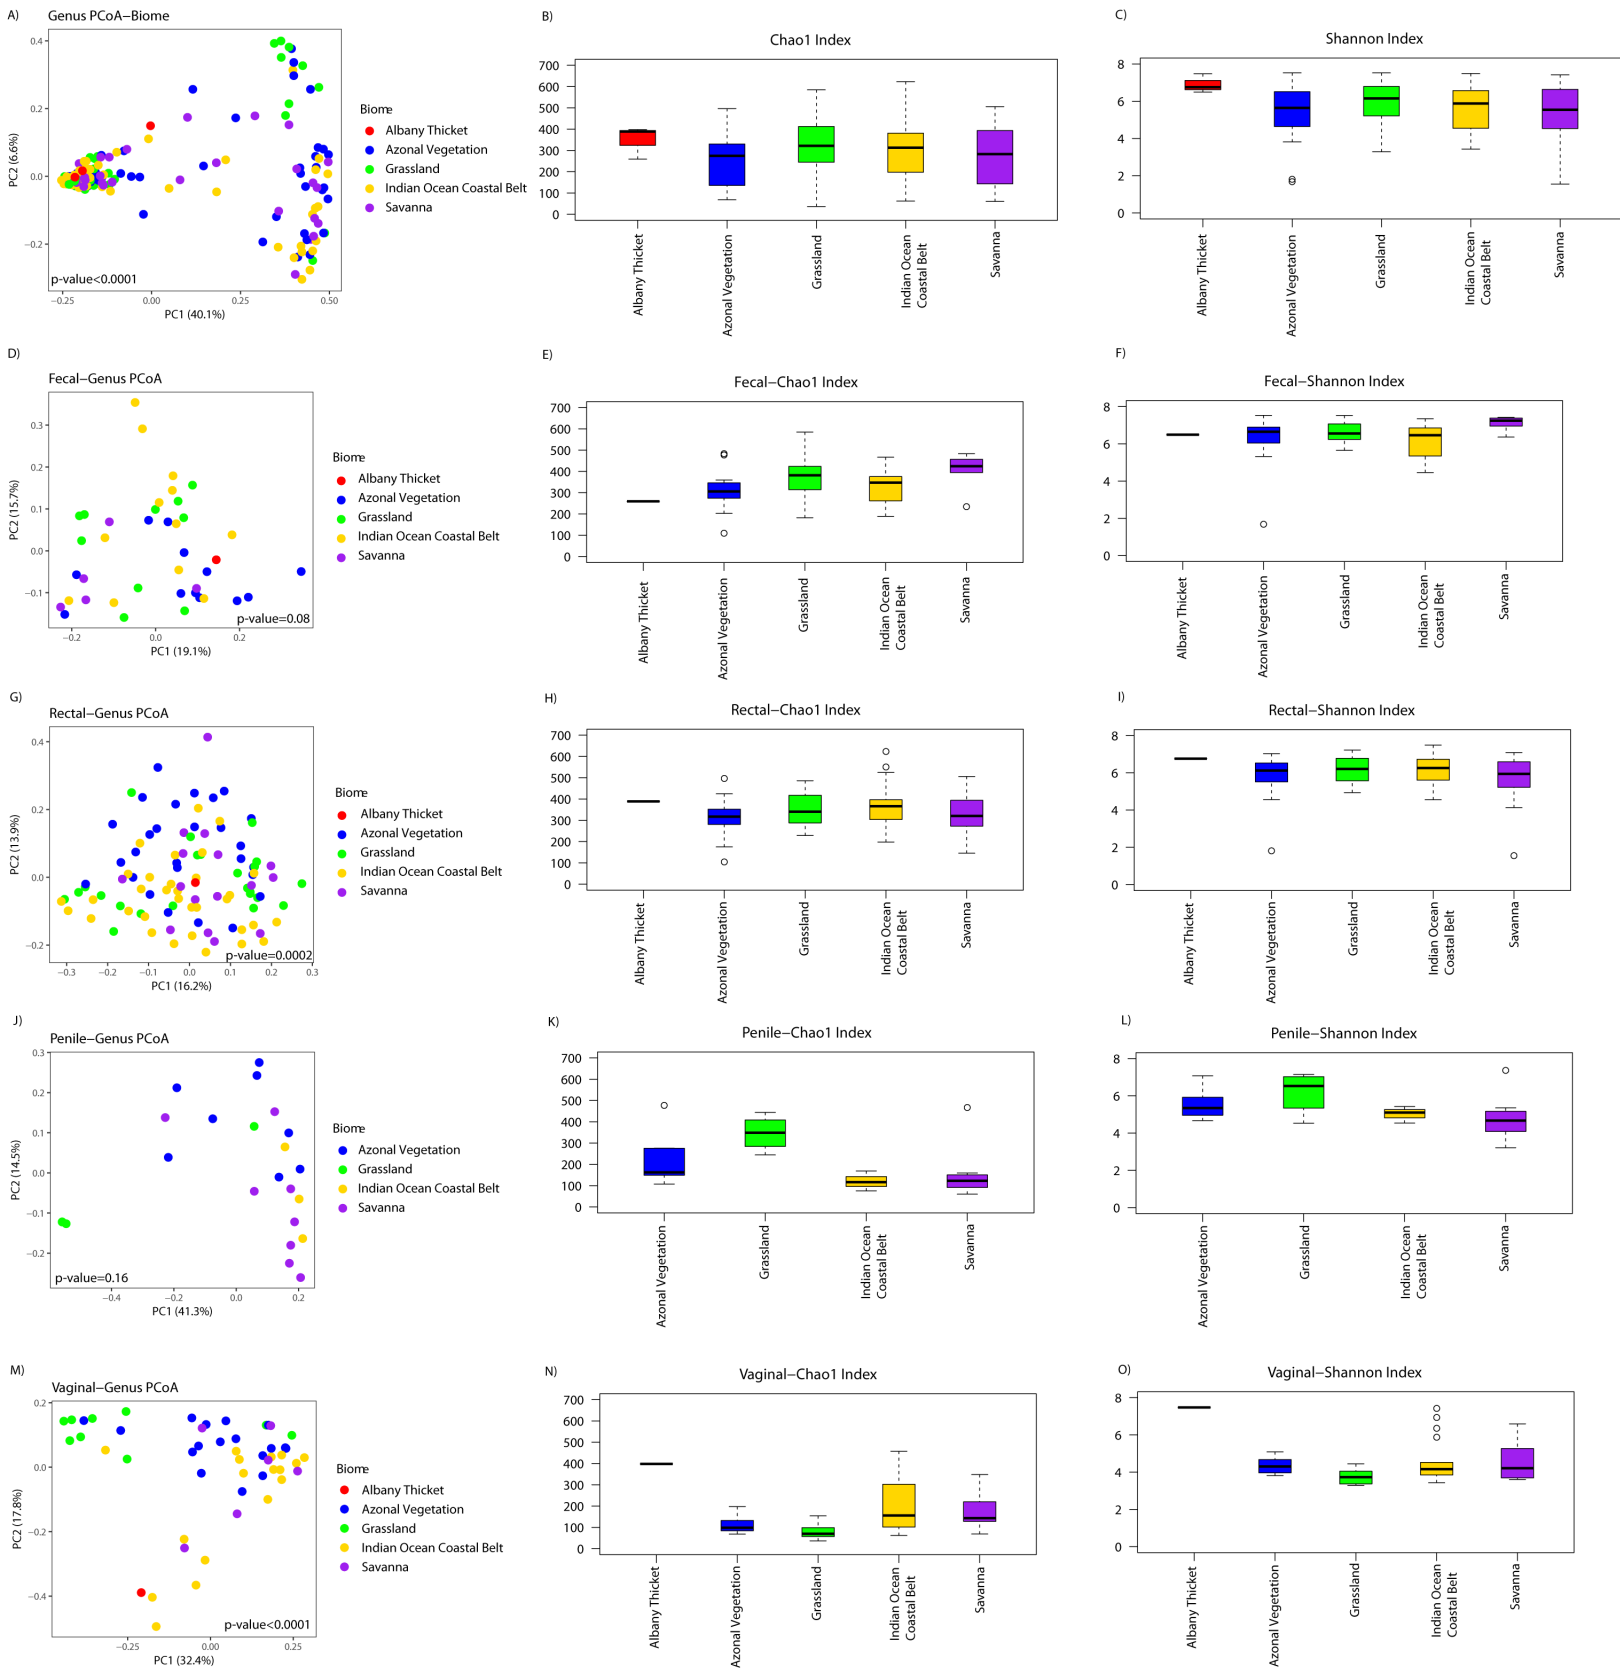 A)
Genus PCoA–Biome
0.4
0.2
0.0
−0.2
PC2 (6.6%)
p-value<0.0001
−0.25
0.00
0.25
0.50
PC1 (40.1%)
Biome
Albany Thicket
Azonal Vegetation
Grassland
Indian Ocean Coastal Belt
Savanna
B)
Chao1 Index
700
600
500
400
300
200
100
0
Albany Thicket
Azonal Vegetation
Grassland
Indian Ocean
Coastal Belt
Savanna
C)
Shannon Index
8
6
4
2
0
Albany Thicket
Azonal Vegetation
Grassland
Indian Ocean
Coastal Belt
Savanna
D)
Fecal–Genus PCoA
0.3
0.2
0.1
0.0
−0.1
PC2 (15.7%)
p-value=0.08
−0.2
0.0
0.2
PC1 (19.1%)
Biome
Albany Thicket
Azonal Vegetation
Grassland
Indian Ocean Coastal Belt
Savanna
E)
Fecal–Chao1 Index
700
600
500
400
300
200
100
0
Albany Thicket
Azonal Vegetation
Grassland
Indian Ocean
Coastal Belt
Savanna
F)
Fecal–Shannon Index
8
6
4
2
0
Albany Thicket
Azonal Vegetation
Grassland
Indian Ocean
Coastal Belt
Savanna
G)
Rectal–Genus PCoA
0.4
0.2
0.0
−0.2
PC2 (13.9%)
p-value=0.0002
−0.3
−0.2
−0.1
0.0
0.1
0.2
0.3
PC1 (16.2%)
Biome
Albany Thicket
Azonal Vegetation
Grassland
Indian Ocean Coastal Belt
Savanna
H)
Rectal–Chao1 Index
700
600
500
400
300
200
100
0
Albany Thicket
Azonal Vegetation
Grassland
Indian Ocean
Coastal Belt
Savanna
I)
Rectal–Shannon Index
8
6
4
2
0
Albany Thicket
Azonal Vegetation
Grassland
Indian Ocean
Coastal Belt
Savanna
J)
Penile–Genus PCoA
0.3
0.2
0.1
0.0
−0.1
−0.2
PC2 (14.5%)
p-value=0.16
−0.4
−0.2
0.0
0.2
PC1 (41.3%)
Biome
Azonal Vegetation
Grassland
Indian Ocean Coastal Belt
Savanna
K)
Penile–Chao1 Index
700
600
500
400
300
200
100
0
Azonal Vegetation
Grassland
Indian Ocean
Coastal Belt
Savanna
L)
Penile–Shannon Index
8
6
4
2
0
Azonal Vegetation
Grassland
Indian Ocean
Coastal Belt
Savanna
M)
Vaginal–Genus PCoA
0.2
0.0
−0.2
−0.4
PC2 (17.8%)
p-value<0.0001
−0.25
0.00
0.25
PC1 (32.4%)
Biome
Albany Thicket
Azonal Vegetation
Grassland
Indian Ocean Coastal Belt
Savanna
N)
Vaginal–Chao1 Index
700
600
500
400
300
200
100
0
Albany Thicket
Azonal Vegetation
Grassland
Indian Ocean
Coastal Belt
Savanna
O)
Vaginal–Shannon Index
8
6
4
2
0
Albany Thicket
Azonal Vegetation
Grassland
Indian Ocean
Coastal Belt
Savanna